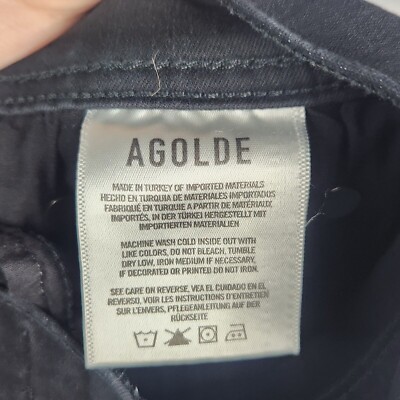 AGOLDE
MADE IN TURKEY OF IMPORTED MATERIALS
HECHO EN TURQUIA DE MATERIALES IMPORTADOS
FABRIQUÉ EN TURQUIE A PARTIR DE MATÉRIAUX
IMPORTÉS, IN DER TÜRKEI HERGESTELLT MIT
IMPORTIERTEN MATERIALIEN
MACHINE WASH COLD INSIDE OUT WITH
LIKE COLORS, DO NOT BLEACH, TUMBLE
DRY LOW, IRON MEDIUM IF NECESSARY,
IF DECORATED OR PRINTED DO NOT IRON.
SEE CARE ON REVERSE, VEA EL CUIDADO EN EL
REVERSO, VOIR LES INSTRUCTIONS D'ENTRETIEN
SUR L'ENVERS, PFLEGEANLEITUNG AUF DER
RÜCKSEITE